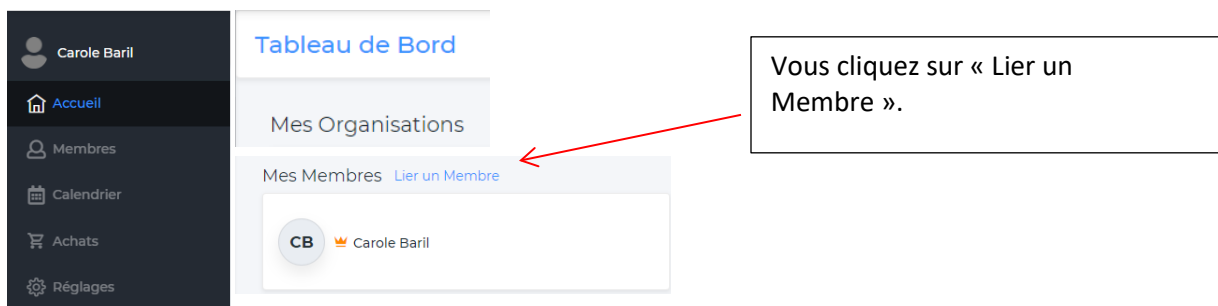 Carole Baril
Accueil
Membres
Calendrier
Achats
Réglages
Tableau de Bord
Mes Organisations
Mes Membres Lier un Membre
CB Carole Baril
Vous cliquez sur « Lier un
Membre ».